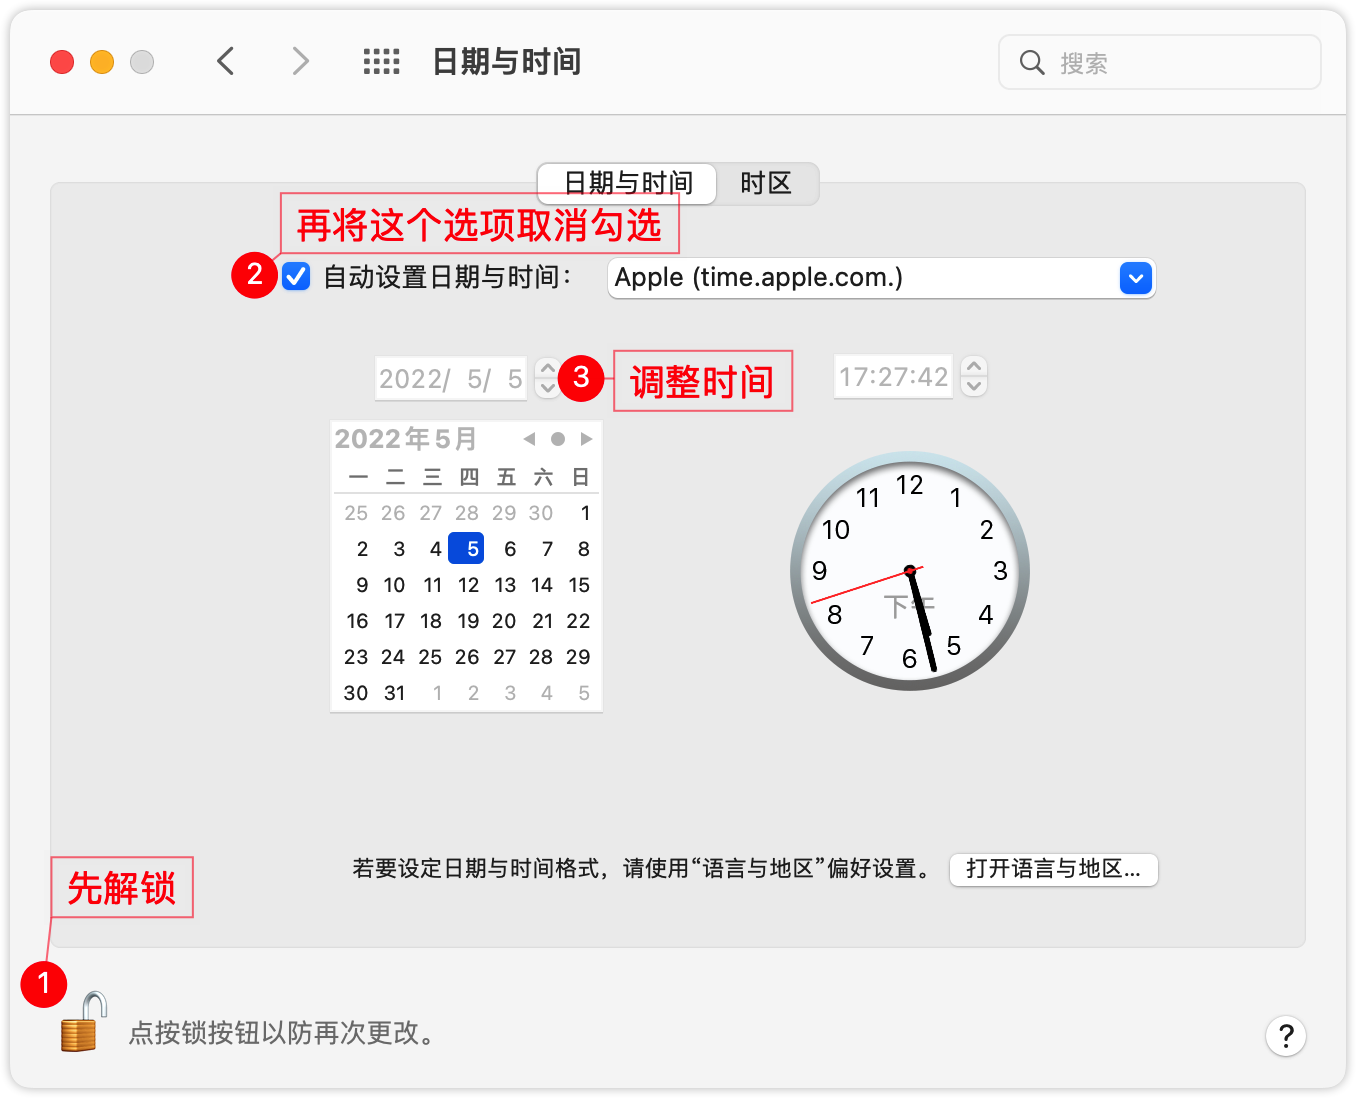 日期与时间
搜索
日期与时间 时区
再将这个选项取消勾选
2 自动设置日期与时间： Apple (time.apple.com.)
2022/ 5/ 5 3 调整时间 17:27:42
2022年5月
一 二 三 四 五 六 日
25 26 27 28 29 30 1
2 3 4 5 6 7 8
9 10 11 12 13 14 15
16 17 18 19 20 21 22
23 24 25 26 27 28 29
30 31 1 2 3 4 5
12
11 1
10 2
9 3
下午
8 4
7 5
6
若要设定日期与时间格式，请使用“语言与地区”偏好设置。 打开语言与地区...
先解锁
1
点按锁按钮以防再次更改。
?